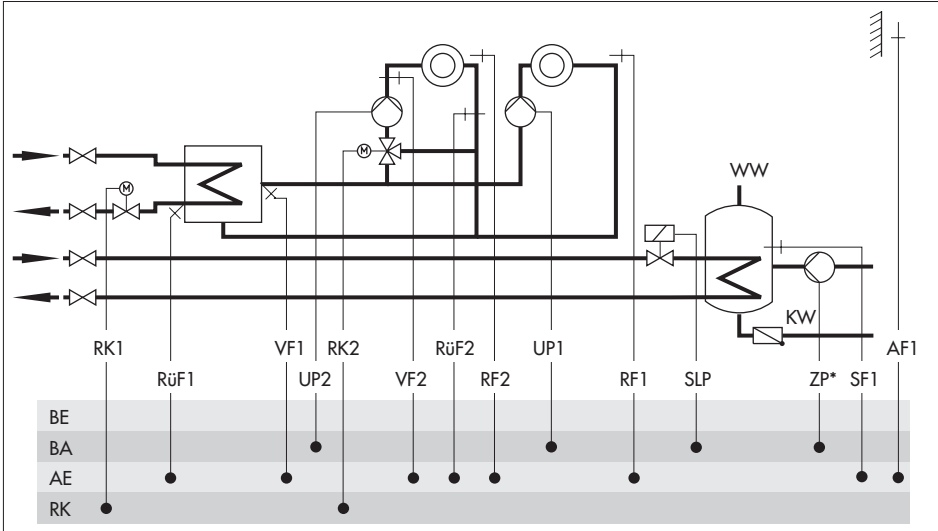 M
WW
M
KW
RK1 VF1 RK2 RüF2 UP1 AF1
RüF1 UP2 VF2 RF2 RF1 SLP ZP* SF1
BE
BA
AE
RK